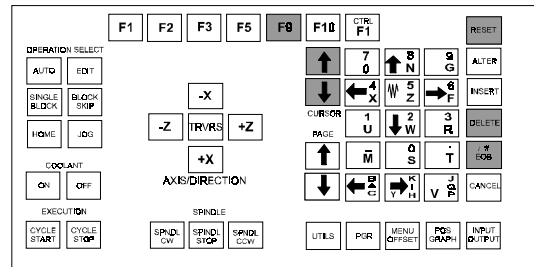 F1 F2 F3 F5 F9 F10 CTRL F1 RESET
OPERATION SELECT
AUTO EDIT
7 8 N 9 G ALTER
SINGLE BLOCK BLOCK SKIP
-X
4 X 5 Z 6 F INSERT
HOME JOG
-Z TRVRS +Z
CURSOR
1 U 2 W 3 R DELETE
PAGE
+X
AXIS/DIRECTION
- M 0 S . T / # EOB
COOLANT
ON OFF
B A C Y K I H V J Q P CANCEL
EXECUTION
SPINDLE
CYCLE START CYCLE STOP
SPNDL CW SPINDL STOP SPNDL CCW
UTILS PGR MENU OFFSET POS GRAPH INPUT OUTPUT